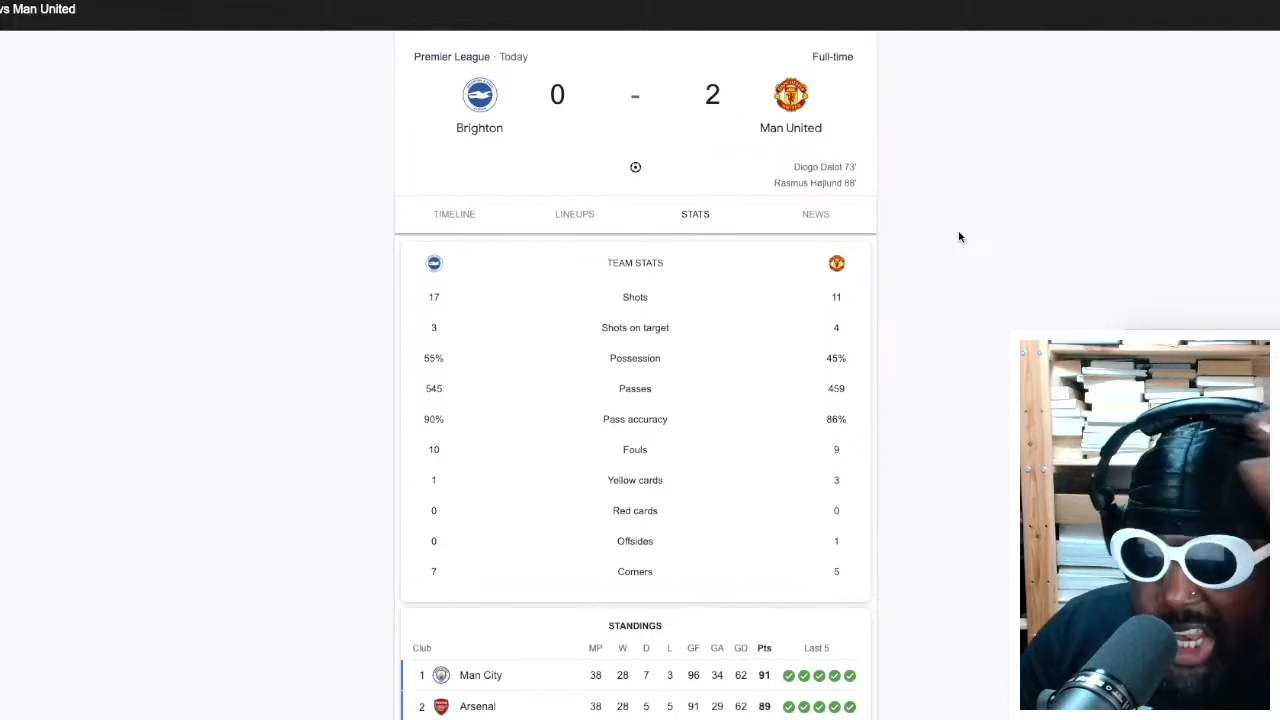 vs Man United
Premier League · Today Full-time
0 - 2
Brighton Man United
Diogo Dalot 73'
Rasmus Højlund 88'
TIMELINE LINEUPS STATS NEWS
TEAM STATS
17 Shots 11
3 Shots on target 4
55% Possession 45%
545 Passes 459
90% Pass accuracy 86%
10 Fouls 9
1 Yellow cards 3
0 Red cards 0
0 Offsides 1
7 Corners 5
STANDINGS
Club MP W D L GF GA GD Pts Last 5
1 Man City 38 28 7 3 96 34 62 91
2 Arsenal 38 28 5 5 91 29 62 89